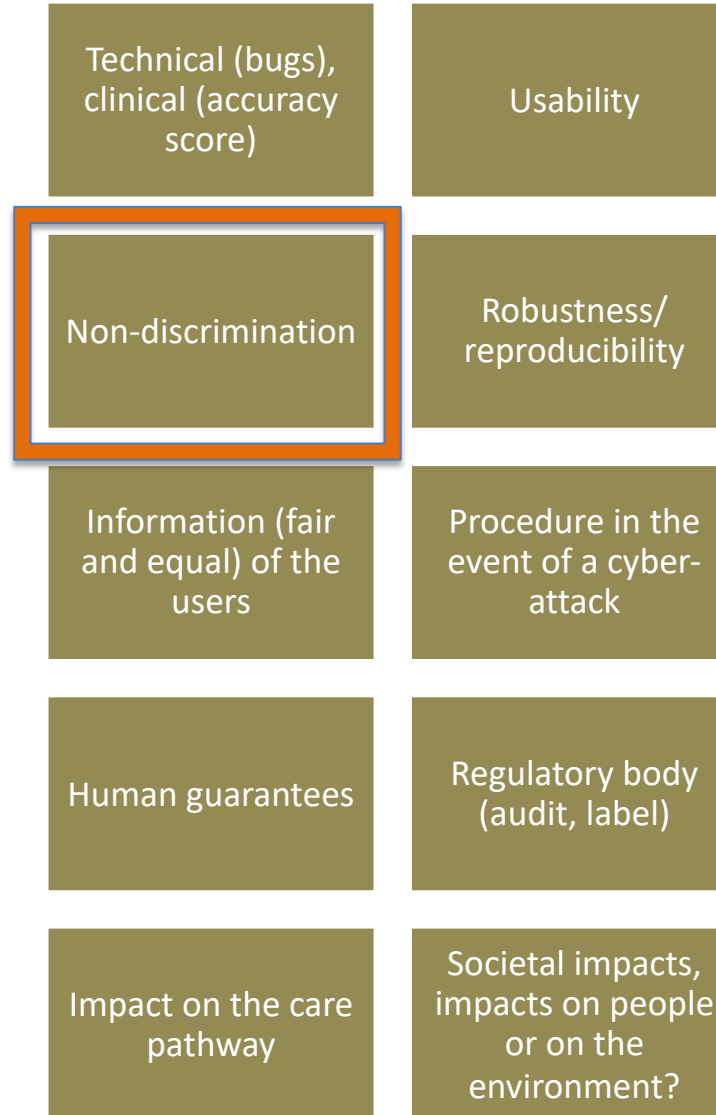 Technical (bugs),
clinical (accuracy
score)
Usability
Non-discrimination
Robustness/
reproducibility
Information (fair
and equal) of the
users
Procedure in the
event of a cyber-
attack
Human guarantees
Regulatory body
(audit, label)
Impact on the care
pathway
Societal impacts,
impacts on people
or on the
environment?